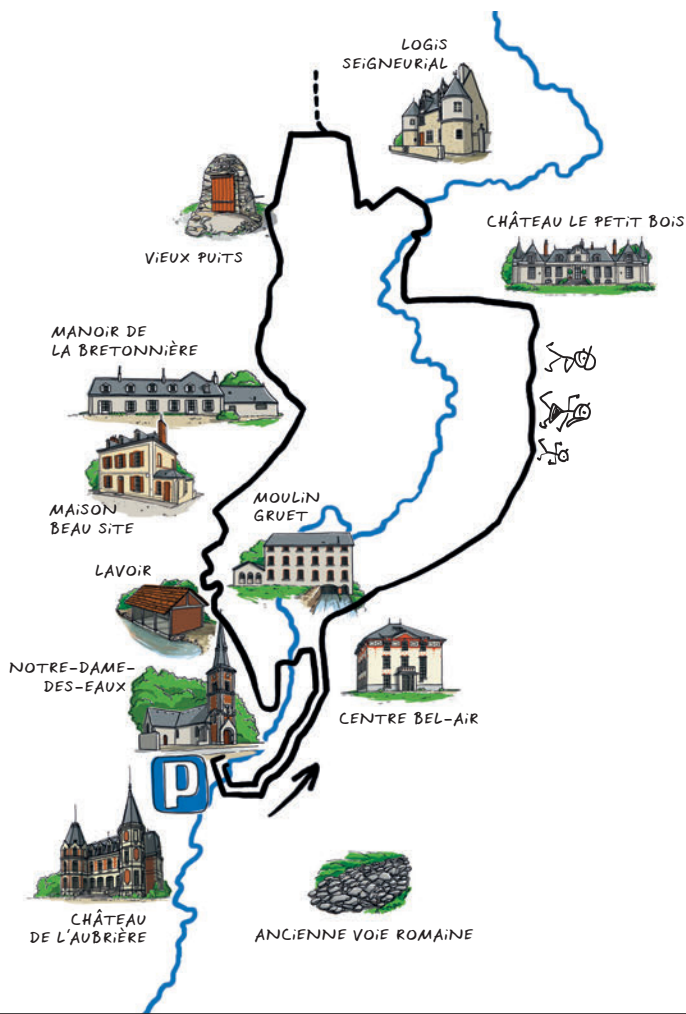 LOGIS
SEIGNEURIAL
VIEUX PUITS
CHÂTEAU LE PETIT BOIS
MANOIR DE
LA BRETONNIÈRE
MAISON
BEAU SITE
MOULIN
GRUET
LAVOIR
NOTRE-DAME-
DES-EAUX
CENTRE BEL-AIR
P
CHÂTEAU
DE L'AUBRIÈRE
ANCIENNE VOIE ROMAINE